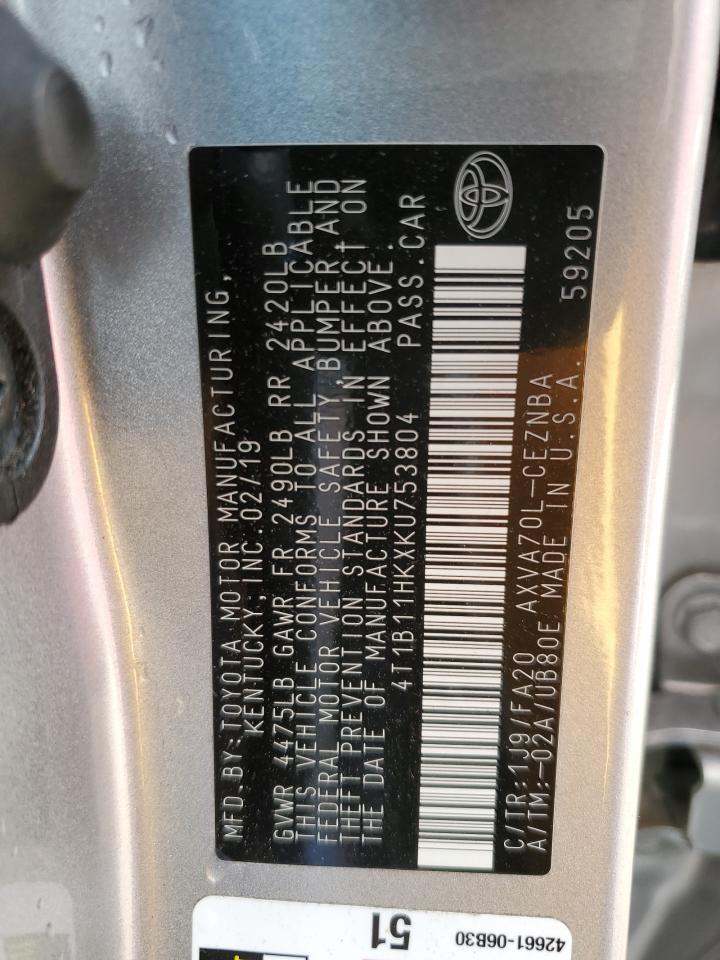 MFD.BY:TOYOTA MOTOR MANUFACTURING,
KENTUCKY, INC.02/19
GVWR 4475LB GAWR FR 2490LB RR 2420LB
THIS VEHICLE CONFORMS TO ALL APPLICABLE
FEDERAL MOTOR VEHICLE SAFETY,BUMPER,AND
THEFT PREVENTION STANDARDS IN EFFECT ON
THE DATE OF MANUFACTURE SHOWN ABOVE.
4T1B11HKXKU753804 PASS.CAR
C/TR:1J9/FA20 AXVA70L-CEZNBA
A/TM:-02A/UB80E MADE IN U.S.A. 59205
51
42661-06B30